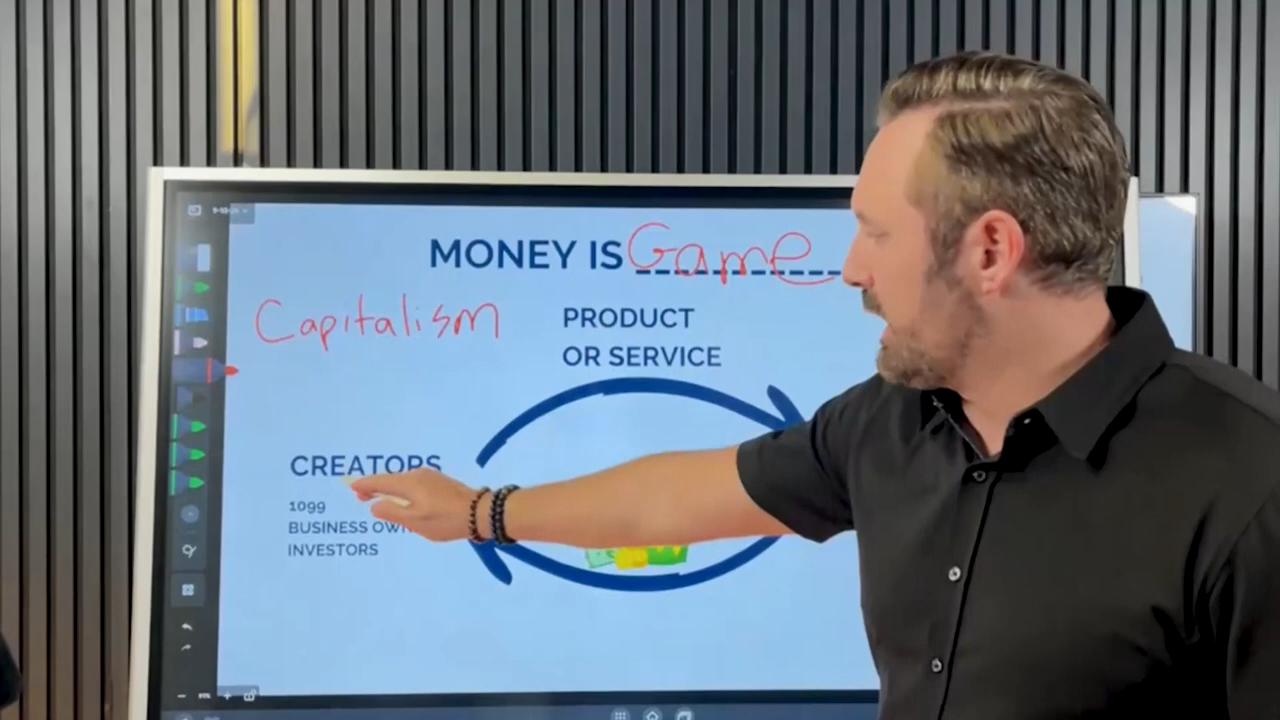 MONEY IS Game
Capitalism
PRODUCT
OR SERVICE
CREATORS
1099
BUSINESS OWN
INVESTORS